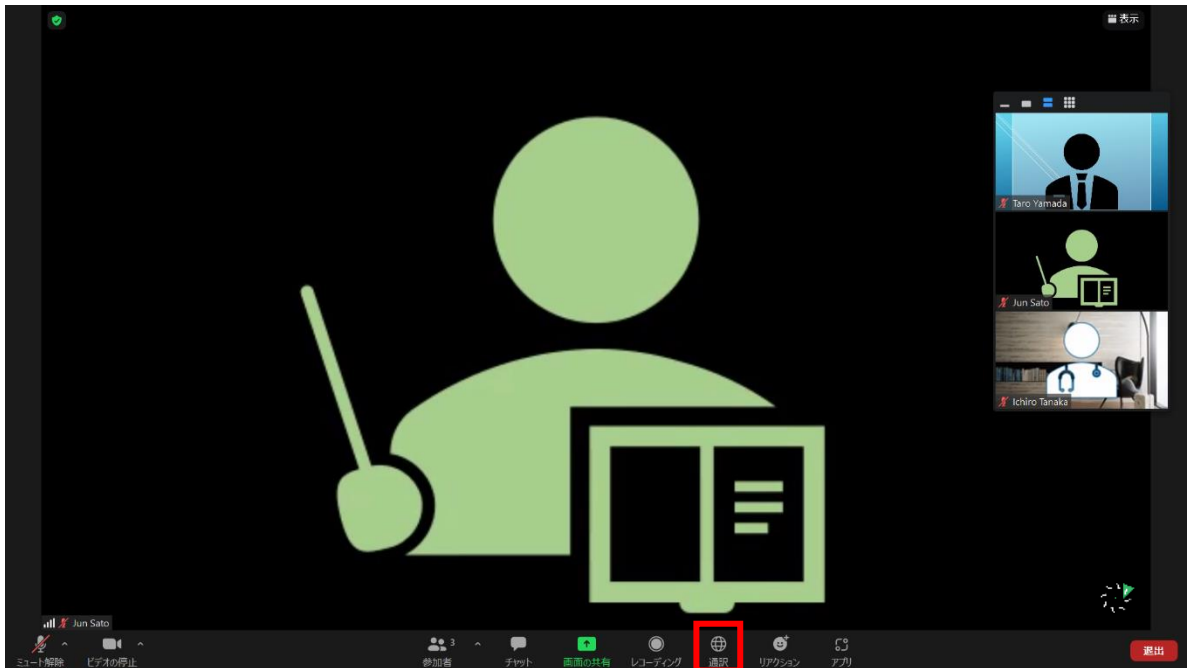 表示
Taro Yamada
Jun Sato
Ichiro Tanaka
Jun Sato
ミュート解除
ビデオの停止
参加者
3
チャット
画面の共有
レコーディング
通訳
リアクション
アプリ
退出